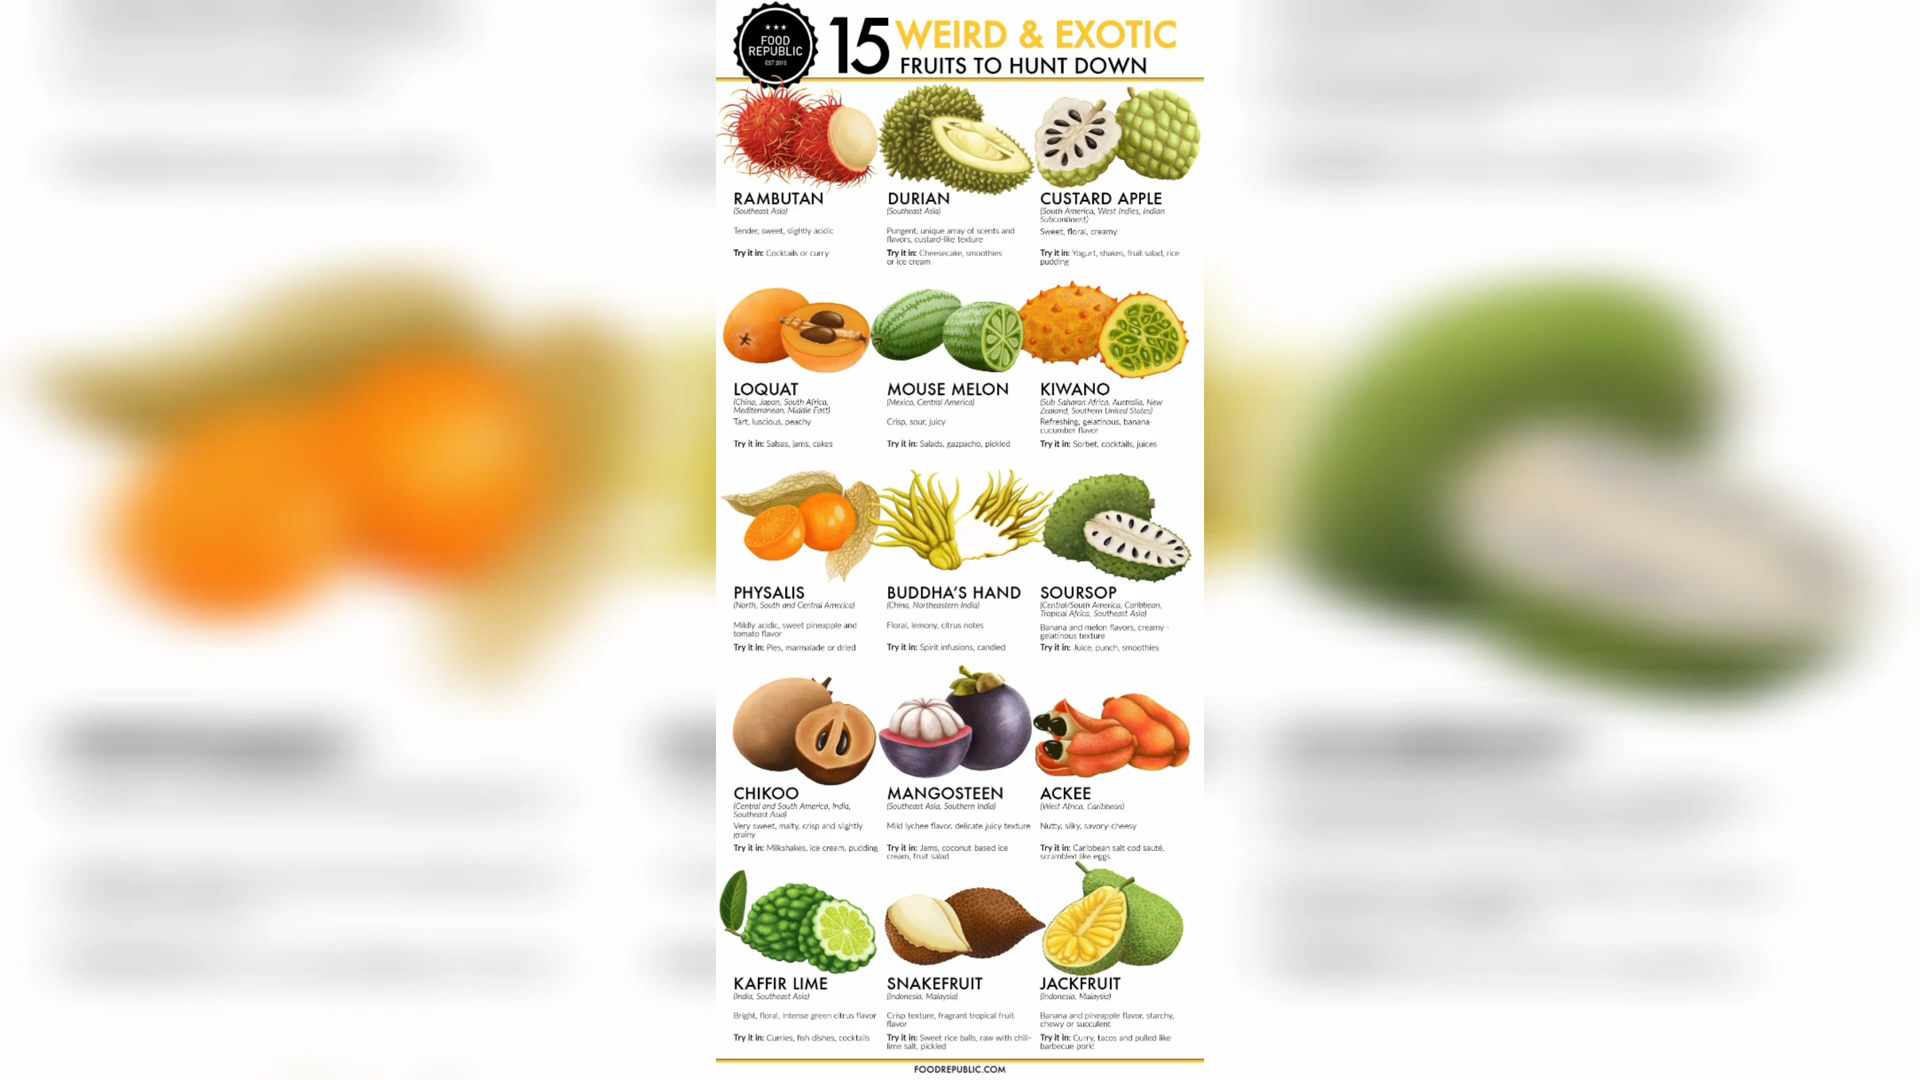 FOOD
REPUBLIC
EST 2010
15 WEIRD & EXOTIC
FRUITS TO HUNT DOWN
RAMBUTAN
(Southeast Asia)
Tender, sweet, slightly acidic
Try it in: Cocktails or curry
DURIAN
(Southeast Asia)
Pungent, unique array of scents and
flavors, custard-like texture
Try it in: Cheesecake, smoothies
or ice cream
CUSTARD APPLE
(South America, West Indies, Indian
Subcontinent)
Sweet, floral, creamy
Try it in: Yogurt, shakes, fruit salad, rice
pudding
LOQUAT
(China, Japan, South Africa,
Mediterranean, Middle East)
Tart, luscious, peachy
Try it in: Salsas, jams, cakes
MOUSE MELON
(Mexico, Central America)
Crisp, sour, juicy
Try it in: Salads, gazpacho, pickled
KIWANO
(Sub-Saharan Africa, Australia, New
Zealand, Southern United States)
Refreshing, gelatinous, banana-
cucumber flavor
Try it in: Sorbet, cocktails, juices
PHYSALIS
(North, South and Central America)
Mildly acidic, sweet pineapple and
tomato flavor
Try it in: Pies, marmalade or dried
BUDDHA'S HAND
(China, Northeastern India)
Floral, lemony, citrus notes
Try it in: Spirit infusions, candied
SOURSOP
(Central/South America, Caribbean,
Tropical Africa, Southeast Asia)
Banana and melon flavors, creamy -
gelatinous texture
Try it in: Juice, punch, smoothies
CHIKOO
(Central and South America, India,
Southeast Asia)
Very sweet, malty, crisp and slightly
grainy
Try it in: Milkshakes, ice cream, pudding
MANGOSTEEN
(Southeast Asia, Southern India)
Mild lychee flavor, delicate juicy texture
Try it in: Jams, coconut based ice
cream, fruit salad
ACKEE
(West Africa, Caribbean)
Nutty, silky, savory-cheesy
Try it in: Caribbean salt cod sauté,
scrambled like eggs
KAFFIR LIME
(India, Southeast Asia)
Bright, floral, intense green citrus flavor
Try it in: Curries, fish dishes, cocktails
SNAKEFRUIT
(Indonesia, Malaysia)
Crisp texture, fragrant tropical fruit
flavor
Try it in: Sweet rice balls, raw with chili-
lime salt, pickled
JACKFRUIT
(Indonesia, Malaysia)
Banana and pineapple flavor, starchy,
chewy or succulent
Try it in: Curry, tacos and pulled like
barbecue pork!
FOODREPUBLIC.COM